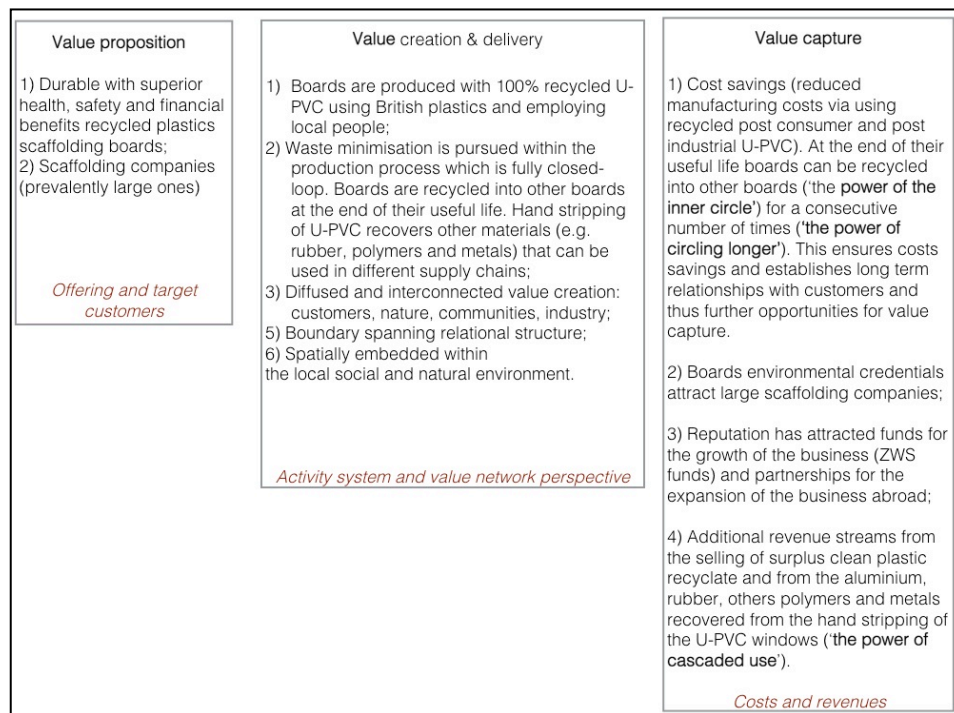 Value proposition
1) Durable with superior
health, safety and financial
benefits recycled plastics
scaffolding boards;
2) Scaffolding companies
(prevalently large ones)
Offering and target
customers
Value creation & delivery
1) Boards are produced with 100% recycled U-
PVC using British plastics and employing
local people;
2) Waste minimisation is pursued within the
production process which is fully closed-
loop. Boards are recycled into other boards
at the end of their useful life. Hand stripping
of U-PVC recovers other materials (e.g.
rubber, polymers and metals) that can be
used in different supply chains;
3) Diffused and interconnected value creation:
customers, nature, communities, industry;
5) Boundary spanning relational structure;
6) Spatially embedded within
the local social and natural environment.
Activity system and value network perspective
Value capture
1) Cost savings (reduced
manufacturing costs via using
recycled post consumer and post
industrial U-PVC). At the end of their
useful life boards can be recycled
into other boards (‘the power of the
inner circle’) for a consecutive
number of times (‘the power of
circling longer’). This ensures costs
savings and establishes long term
relationships with customers and
thus further opportunities for value
capture.
2) Boards environmental credentials
attract large scaffolding companies;
3) Reputation has attracted funds for
the growth of the business (ZWS
funds) and partnerships for the
expansion of the business abroad;
4) Additional revenue streams from
the selling of surplus clean plastic
recyclate and from the aluminium,
rubber, others polymers and metals
recovered from the hand stripping of
the U-PVC windows (‘the power of
cascaded use’).
Costs and revenues